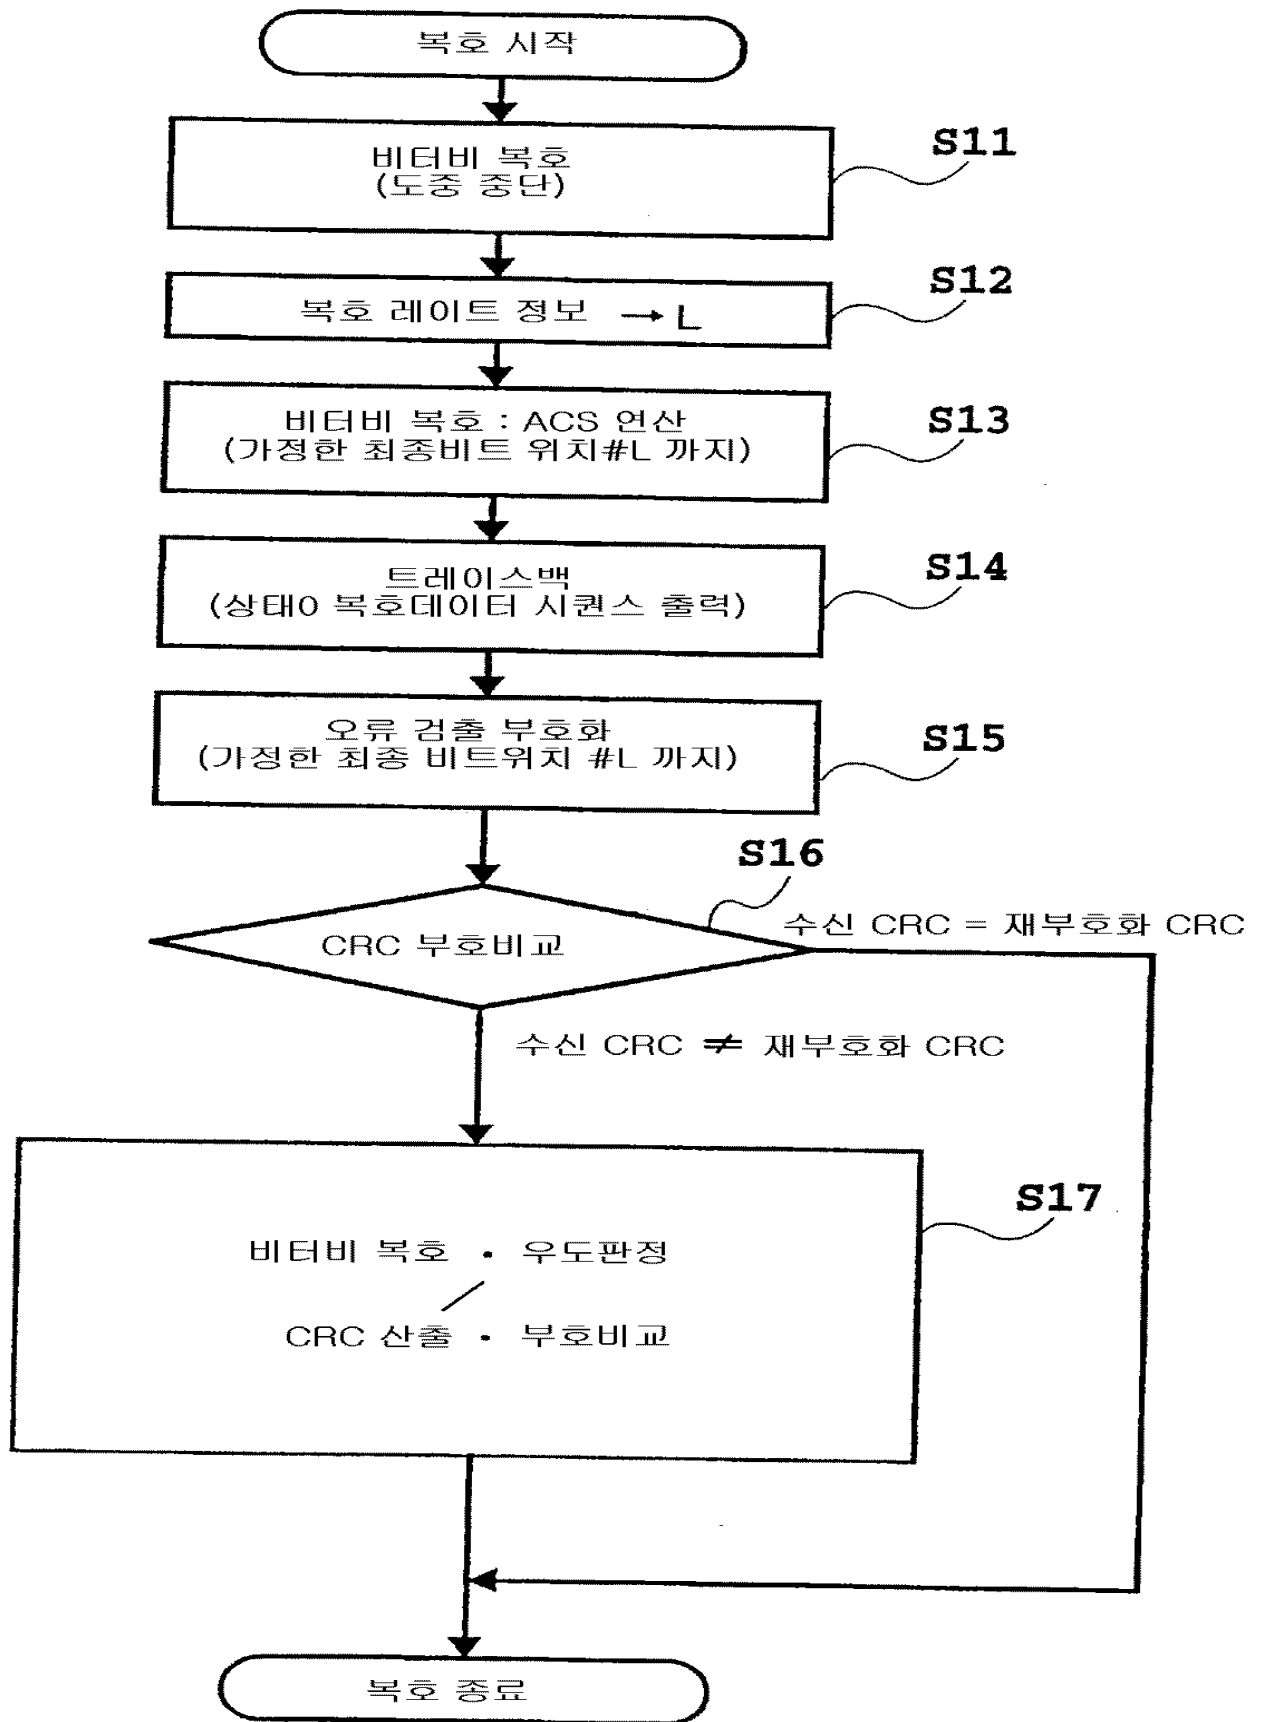 복호 시작
비터비 복호
(도중 중단)
S11
복호 레이트 정보 → L
S12
비터비 복호 : ACS 연산
(가정한 최종비트 위치#L 까지)
S13
트레이스백
(상태0 복호데이터 시퀀스 출력)
S14
오류 검출 부호화
(가정한 최종 비트위치 #L 까지)
S15
S16
CRC 부호비교
수신 CRC = 재부호화 CRC
수신 CRC ≠ 재부호화 CRC
S17
비터비 복호 · 우도판정
/
CRC 산출 · 부호비교
복호 종료